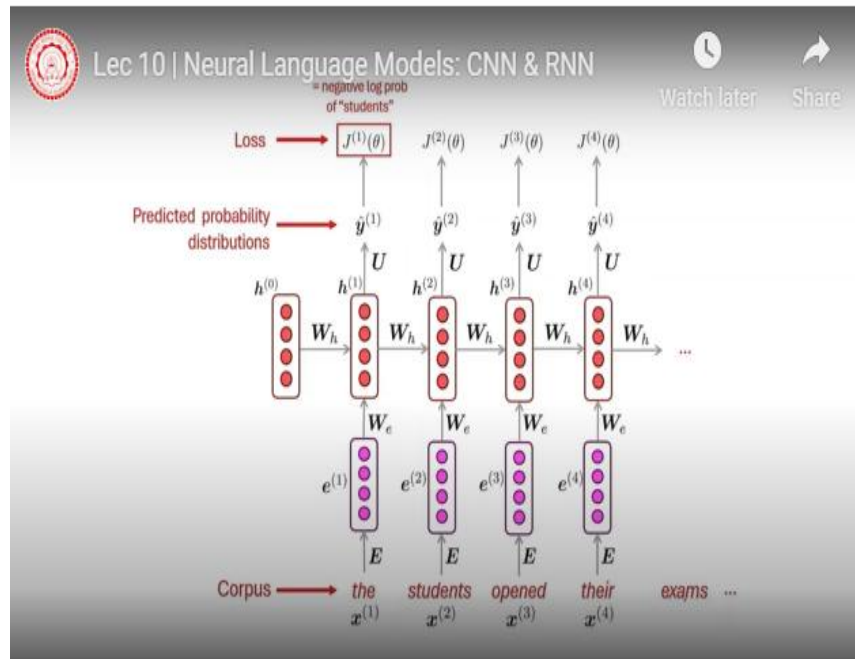 Lec 10 | Neural Language Models: CNN & RNN
Watch later
Share
= negative log prob
of "students"
Loss
J⁽¹⁾(θ) J⁽²⁾(θ) J⁽³⁾(θ) J⁽⁴⁾(θ)
Predicted probability
distributions
ŷ⁽¹⁾ ŷ⁽²⁾ ŷ⁽³⁾ ŷ⁽⁴⁾
U U U U
h⁽⁰⁾ h⁽¹⁾ h⁽²⁾ h⁽³⁾ h⁽⁴⁾
Wₕ Wₕ Wₕ Wₕ Wₕ ...
Wₑ Wₑ Wₑ Wₑ
e⁽¹⁾ e⁽²⁾ e⁽³⁾ e⁽⁴⁾
E E E E
Corpus the students opened their exams ...
x⁽¹⁾ x⁽²⁾ x⁽³⁾ x⁽⁴⁾